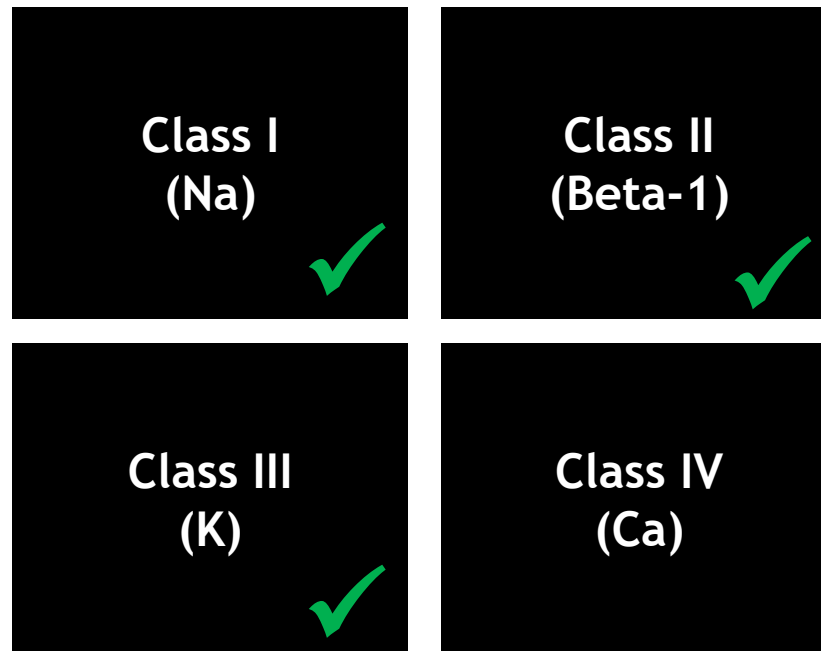 Class I
(Na)
Class II
(Beta-1)
Class III
(K)
Class IV
(Ca)